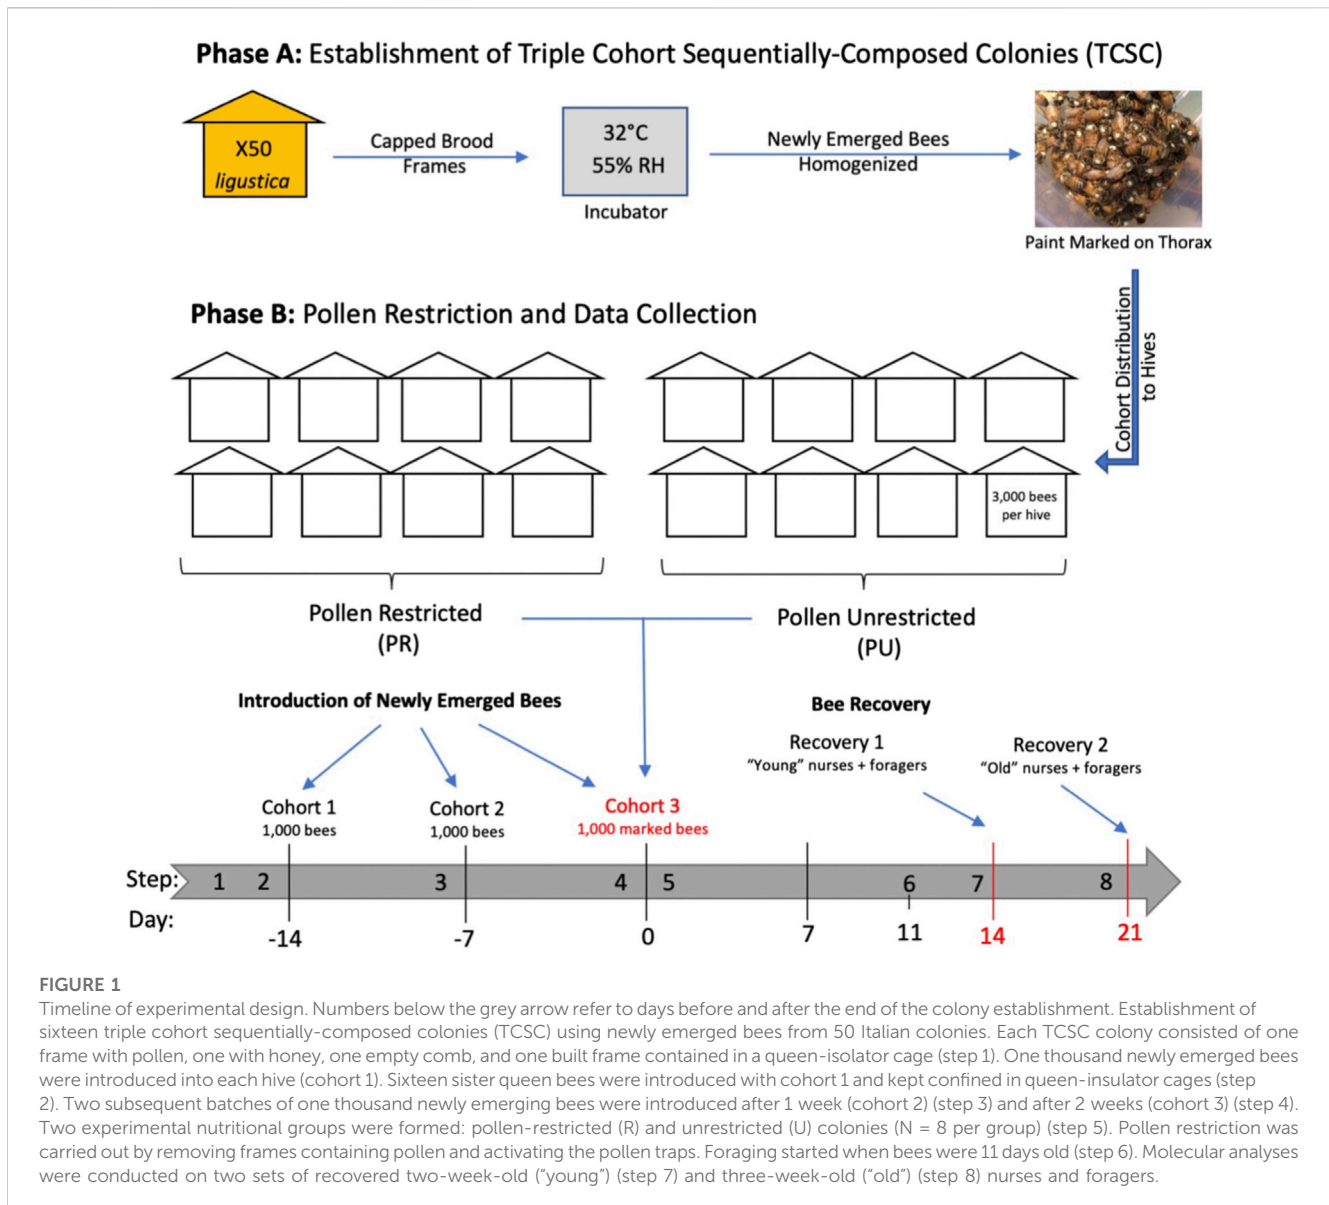 Phase A: Establishment of Triple Cohort Sequentially-Composed Colonies (TCSC)
X50
ligustica
Capped Brood
Frames
32°C
55% RH
Incubator
Newly Emerged Bees
Homogenized
Paint Marked on Thorax
Cohort Distribution
to Hives
Phase B: Pollen Restriction and Data Collection
3,000 bees
per hive
Pollen Restricted
(PR)
Pollen Unrestricted
(PU)
Introduction of Newly Emerged Bees
Bee Recovery
Recovery 1
"Young" nurses + foragers
Recovery 2
"Old" nurses + foragers
Cohort 1
1,000 bees
Cohort 2
1,000 bees
Cohort 3
1,000 marked bees
Step: 1 2 3 4 5 6 7 8
Day: -14 -7 0 7 11 14 21
FIGURE 1
Timeline of experimental design. Numbers below the grey arrow refer to days before and after the end of the colony establishment. Establishment of
sixteen triple cohort sequentially-composed colonies (TCSC) using newly emerged bees from 50 Italian colonies. Each TCSC colony consisted of one
frame with pollen, one with honey, one empty comb, and one built frame contained in a queen-isolator cage (step 1). One thousand newly emerged bees
were introduced into each hive (cohort 1). Sixteen sister queen bees were introduced with cohort 1 and kept confined in queen-insulator cages (step
2). Two subsequent batches of one thousand newly emerging bees were introduced after 1 week (cohort 2) (step 3) and after 2 weeks (cohort 3) (step 4).
Two experimental nutritional groups were formed: pollen-restricted (R) and unrestricted (U) colonies (N = 8 per group) (step 5). Pollen restriction was
carried out by removing frames containing pollen and activating the pollen traps. Foraging started when bees were 11 days old (step 6). Molecular analyses
were conducted on two sets of recovered two-week-old ("young") (step 7) and three-week-old ("old") (step 8) nurses and foragers.